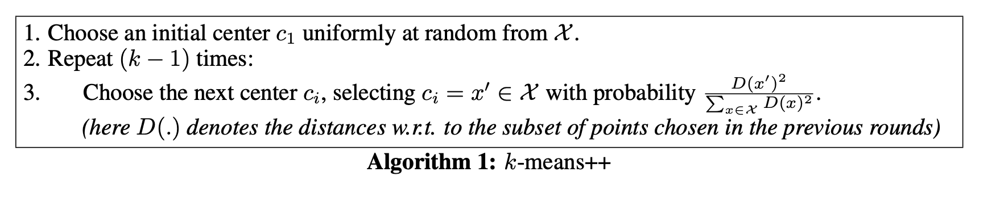 1. Choose an initial center $c_1$ uniformly at random from $\mathcal{X}$.
2. Repeat $(k-1)$ times:
3. Choose the next center $c_i$, selecting $c_i = x' \in \mathcal{X}$ with probability $\frac{D(x')^2}{\sum_{x \in \mathcal{X}} D(x)^2}$.
(here $D(.)$ denotes the distances w.r.t. to the subset of points chosen in the previous rounds)
Algorithm 1: $k$-means++